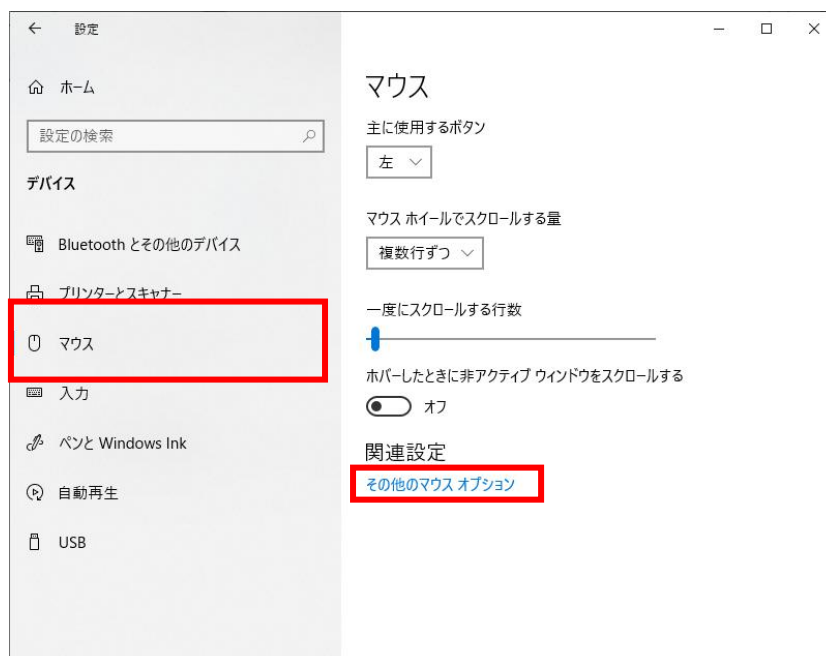 設定
ホーム
設定の検索
デバイス
Bluetooth とその他のデバイス
プリンターとスキャナー
マウス
入力
ペンと Windows Ink
自動再生
USB
マウス
主に使用するボタン
左
マウス ホイールでスクロールする量
複数行ずつ
一度にスクロールする行数
ホバーしたときに非アクティブ ウィンドウをスクロールする
オフ
関連設定
その他のマウス オプション